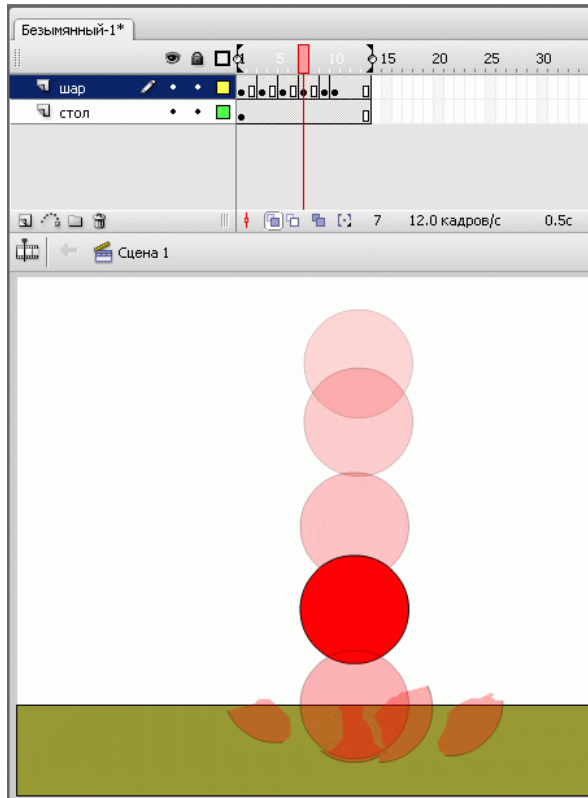 Безымянный-1*
1 5 10 15 20 25 30
шар
стол
7 12.0 кадров/с 0.5с
Сцена 1